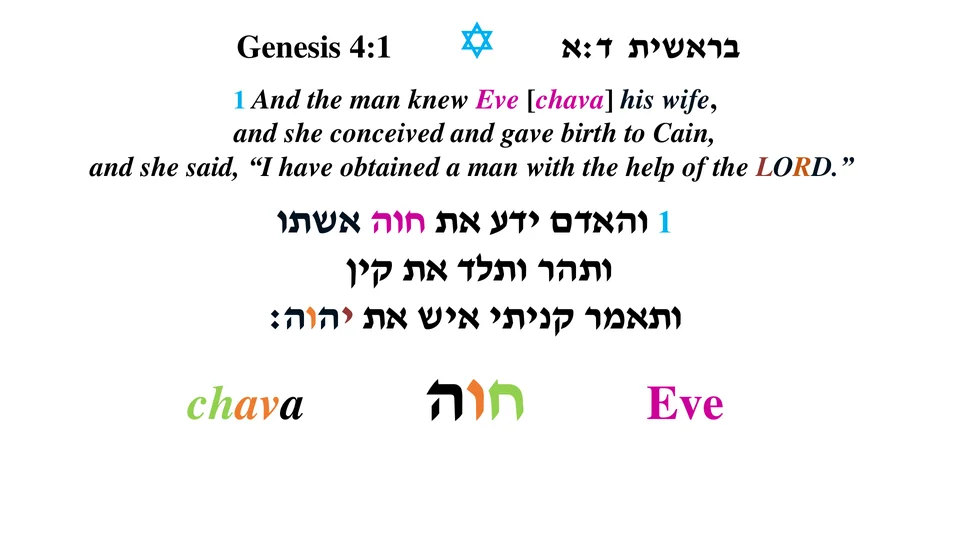 Genesis 4:1 ✡ בראשית ד:א
1 And the man knew Eve [chava] his wife,
and she conceived and gave birth to Cain,
and she said, “I have obtained a man with the help of the LORD.”
1 והאדם ידע את חוה אשתו
ותהר ותלד את קין
ותאמר קניתי איש את יהוה:
chava חוה Eve